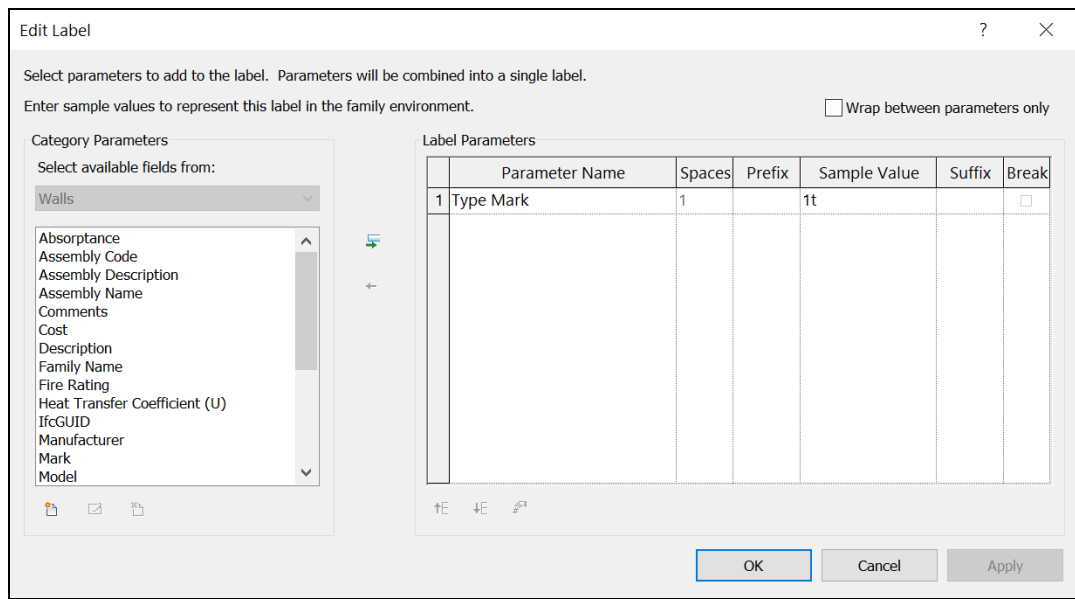 Edit Label
?
Select parameters to add to the label. Parameters will be combined into a single label.
Enter sample values to represent this label in the family environment.
Wrap between parameters only
Category Parameters
Select available fields from:
Walls
Absorptance
Assembly Code
Assembly Description
Assembly Name
Comments
Cost
Description
Family Name
Fire Rating
Heat Transfer Coefficient (U)
IfcGUID
Manufacturer
Mark
Model
Label Parameters
Parameter Name Spaces Prefix Sample Value Suffix Break
1 Type Mark 1 1t
OK Cancel Apply